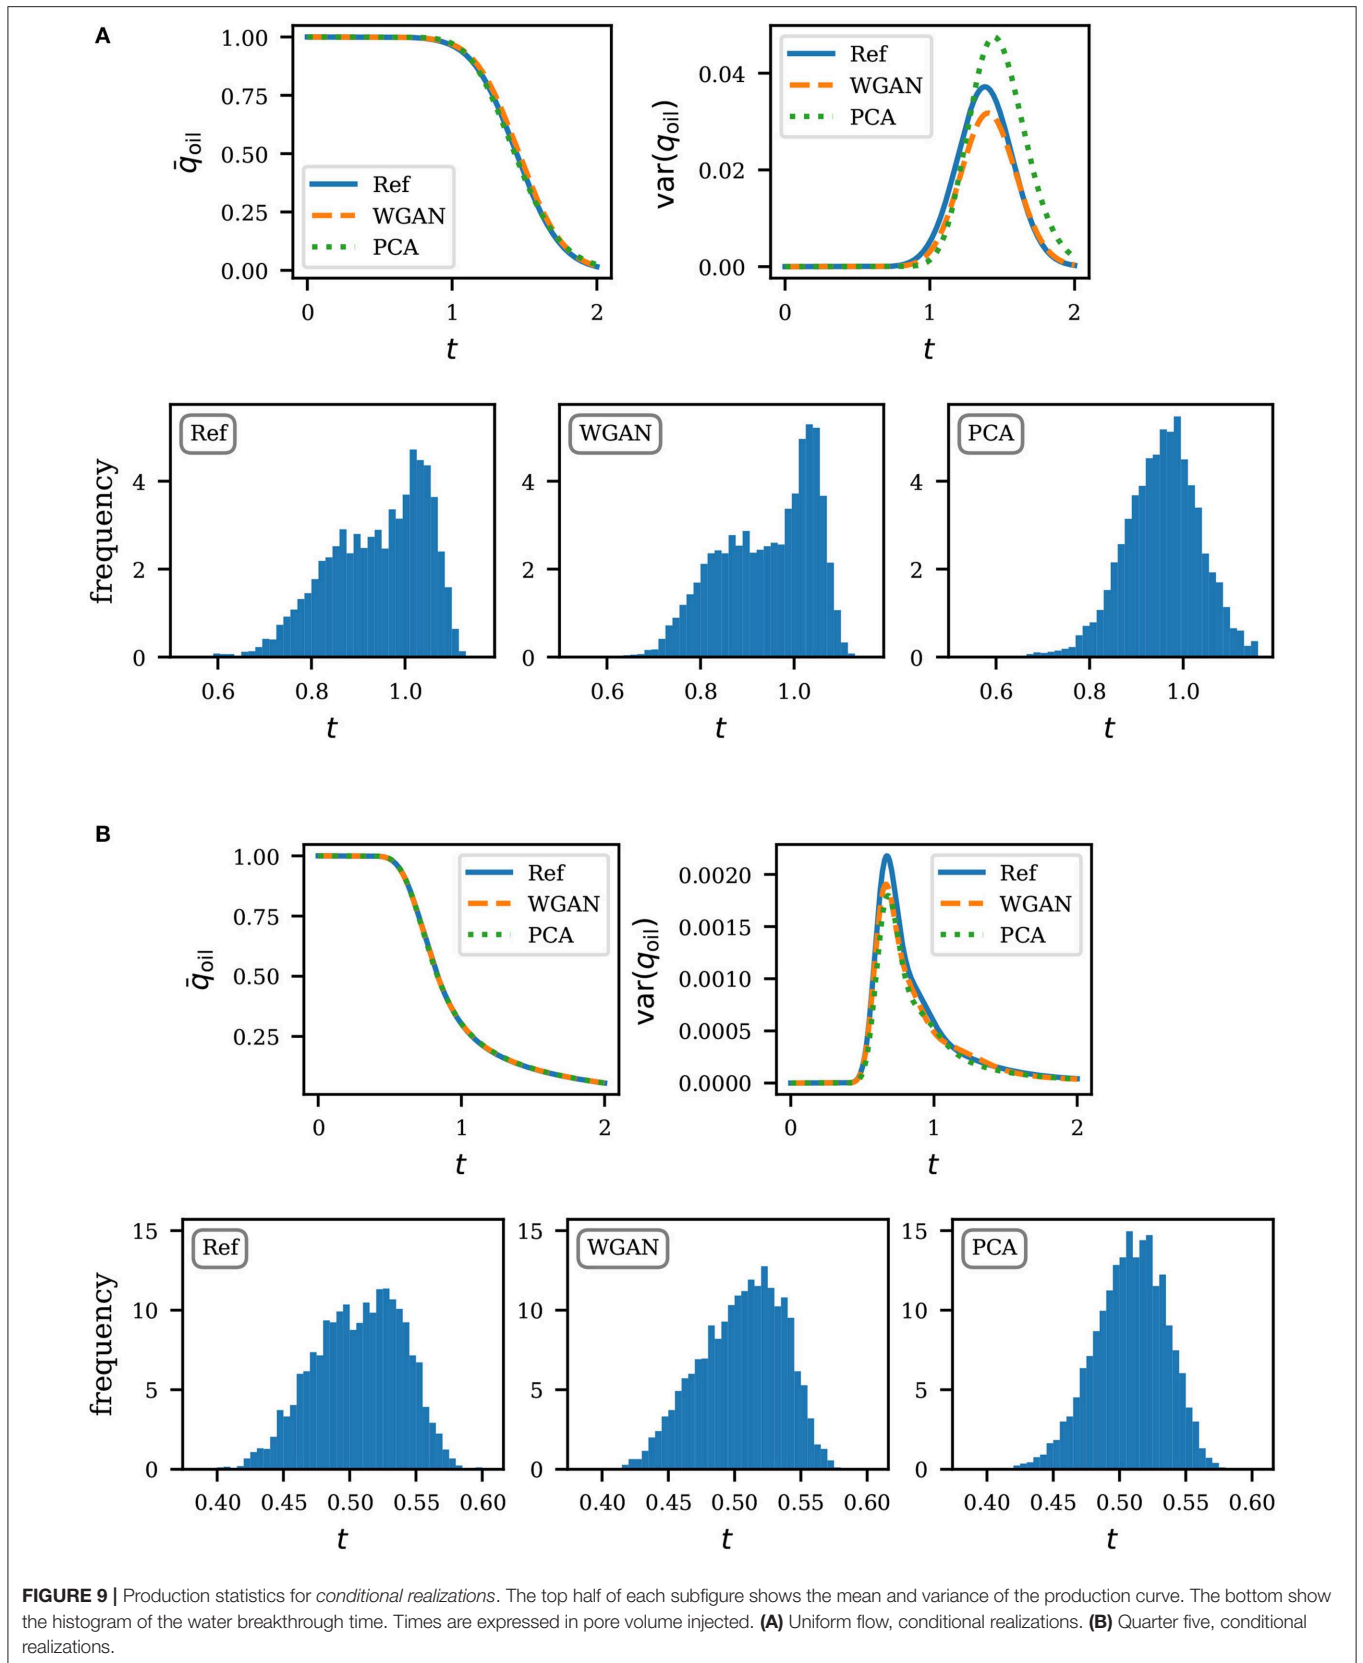 A
1.00
0.75
0.50
0.25
0.00
q̄oil
Ref
WGAN
PCA
0 1 2
t
0.04
0.02
0.00
var(qoil)
Ref
WGAN
PCA
0 1 2
t
frequency
4
2
0
Ref
0.6 0.8 1.0
t
4
2
0
WGAN
0.6 0.8 1.0
t
4
2
0
PCA
0.6 0.8 1.0
t
B
1.00
0.75
0.50
0.25
q̄oil
Ref
WGAN
PCA
0 1 2
t
0.0020
0.0015
0.0010
0.0005
0.0000
var(qoil)
Ref
WGAN
PCA
0 1 2
t
frequency
15
10
5
0
Ref
0.40 0.45 0.50 0.55 0.60
t
15
10
5
0
WGAN
0.40 0.45 0.50 0.55 0.60
t
15
10
5
0
PCA
0.40 0.45 0.50 0.55 0.60
t
FIGURE 9 | Production statistics for conditional realizations. The top half of each subfigure shows the mean and variance of the production curve. The bottom show
the histogram of the water breakthrough time. Times are expressed in pore volume injected. (A) Uniform flow, conditional realizations. (B) Quarter five, conditional
realizations.